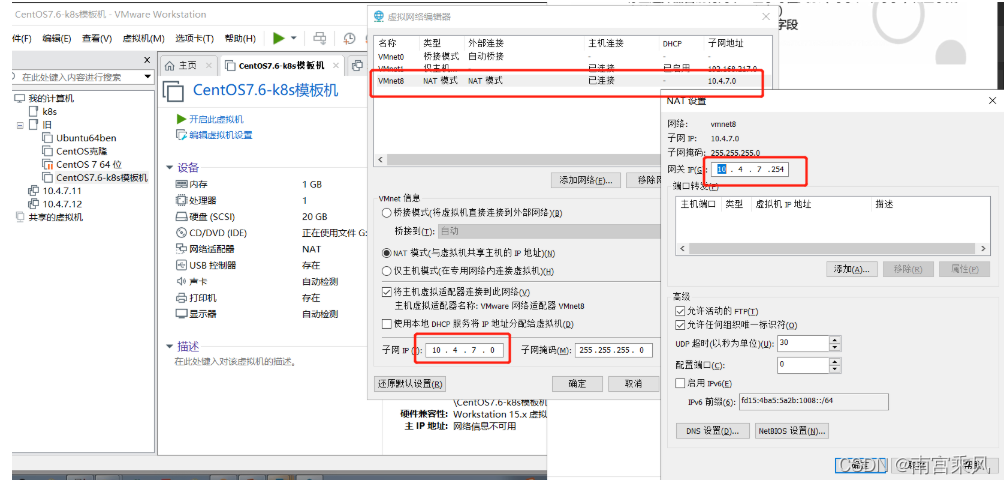 CentOS7.6-k8s模板机 - VMware Workstation
件(F) 编辑(E) 查看(V) 虚拟机(M) 选项卡(T) 帮助(H)
在此处键入内容进行搜索
我的计算机
k8s
旧
Ubuntu64ben
CentOS克隆
CentOS 7 64 位
CentOS7.6-k8s模板机
10.4.7.11
10.4.7.12
共享的虚拟机
主页
CentOS7.6-k8s模板机
CentOS7.6-k8s模板机
开启此虚拟机
编辑虚拟机设置
设备
内存 1 GB
处理器 1
硬盘 (SCSI) 20 GB
CD/DVD (IDE) 正在使用文件 G:
网络适配器 NAT
USB 控制器 存在
声卡 自动检测
打印机 存在
显示器 自动检测
描述
在此处键入对该虚拟机的描述。
\CentOS7.6-k8s模板机
硬件兼容性: Workstation 15.x 虚拟
主 IP 地址: 网络信息不可用
虚拟网络编辑器
名称 类型 外部连接 主机连接 DHCP 子网地址
VMnet0 桥接模式 自动桥接 - - -
VMnet1 仅主机... - 已连接 已启用 192.168.217.0
VMnet8 NAT 模式 NAT 模式 已连接 - 10.4.7.0
添加网络(E)... 移除网
VMnet 信息
桥接模式(将虚拟机直接连接到外部网络)(B)
桥接到(T): 自动
NAT 模式(与虚拟机共享主机的 IP 地址)(N)
仅主机模式(在专用网络内连接虚拟机)(H)
将主机虚拟适配器连接到此网络(V)
主机虚拟适配器名称: VMware 网络适配器 VMnet8
使用本地 DHCP 服务将 IP 地址分配给虚拟机(D)
子网 IP (I): 10 . 4 . 7 . 0 子网掩码(M): 255 .255 .255 . 0
还原默认设置(R) 确定 取消
字段
NAT 设置
网络: vmnet8
子网 IP: 10.4.7.0
子网掩码: 255.255.255.0
网关 IP(G): 10 . 4 . 7 .254
端口转发(F)
主机端口 类型 虚拟机 IP 地址 描述
添加(A)... 移除(R) 属性(P)
高级
允许活动的 FTP(T)
允许任何组织唯一标识符(O)
UDP 超时(以秒为单位)(U): 30
配置端口(C): 0
启用 IPv6(E)
IPv6 前缀(6): fd15:4ba5:5a2b:1008::/64
DNS 设置(D)... NetBIOS 设置(N)...
CSDN @南宫乘风